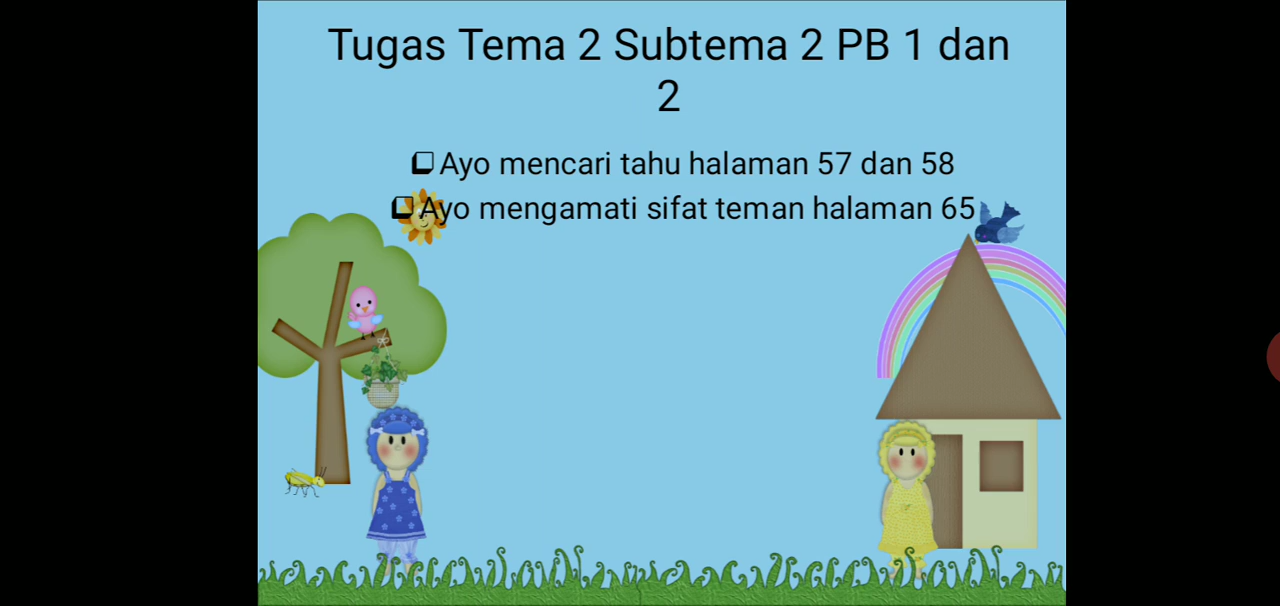 Tugas Tema 2 Subtema 2 PB 1 dan
2
Ayo mencari tahu halaman 57 dan 58
Ayo mengamati sifat teman halaman 65